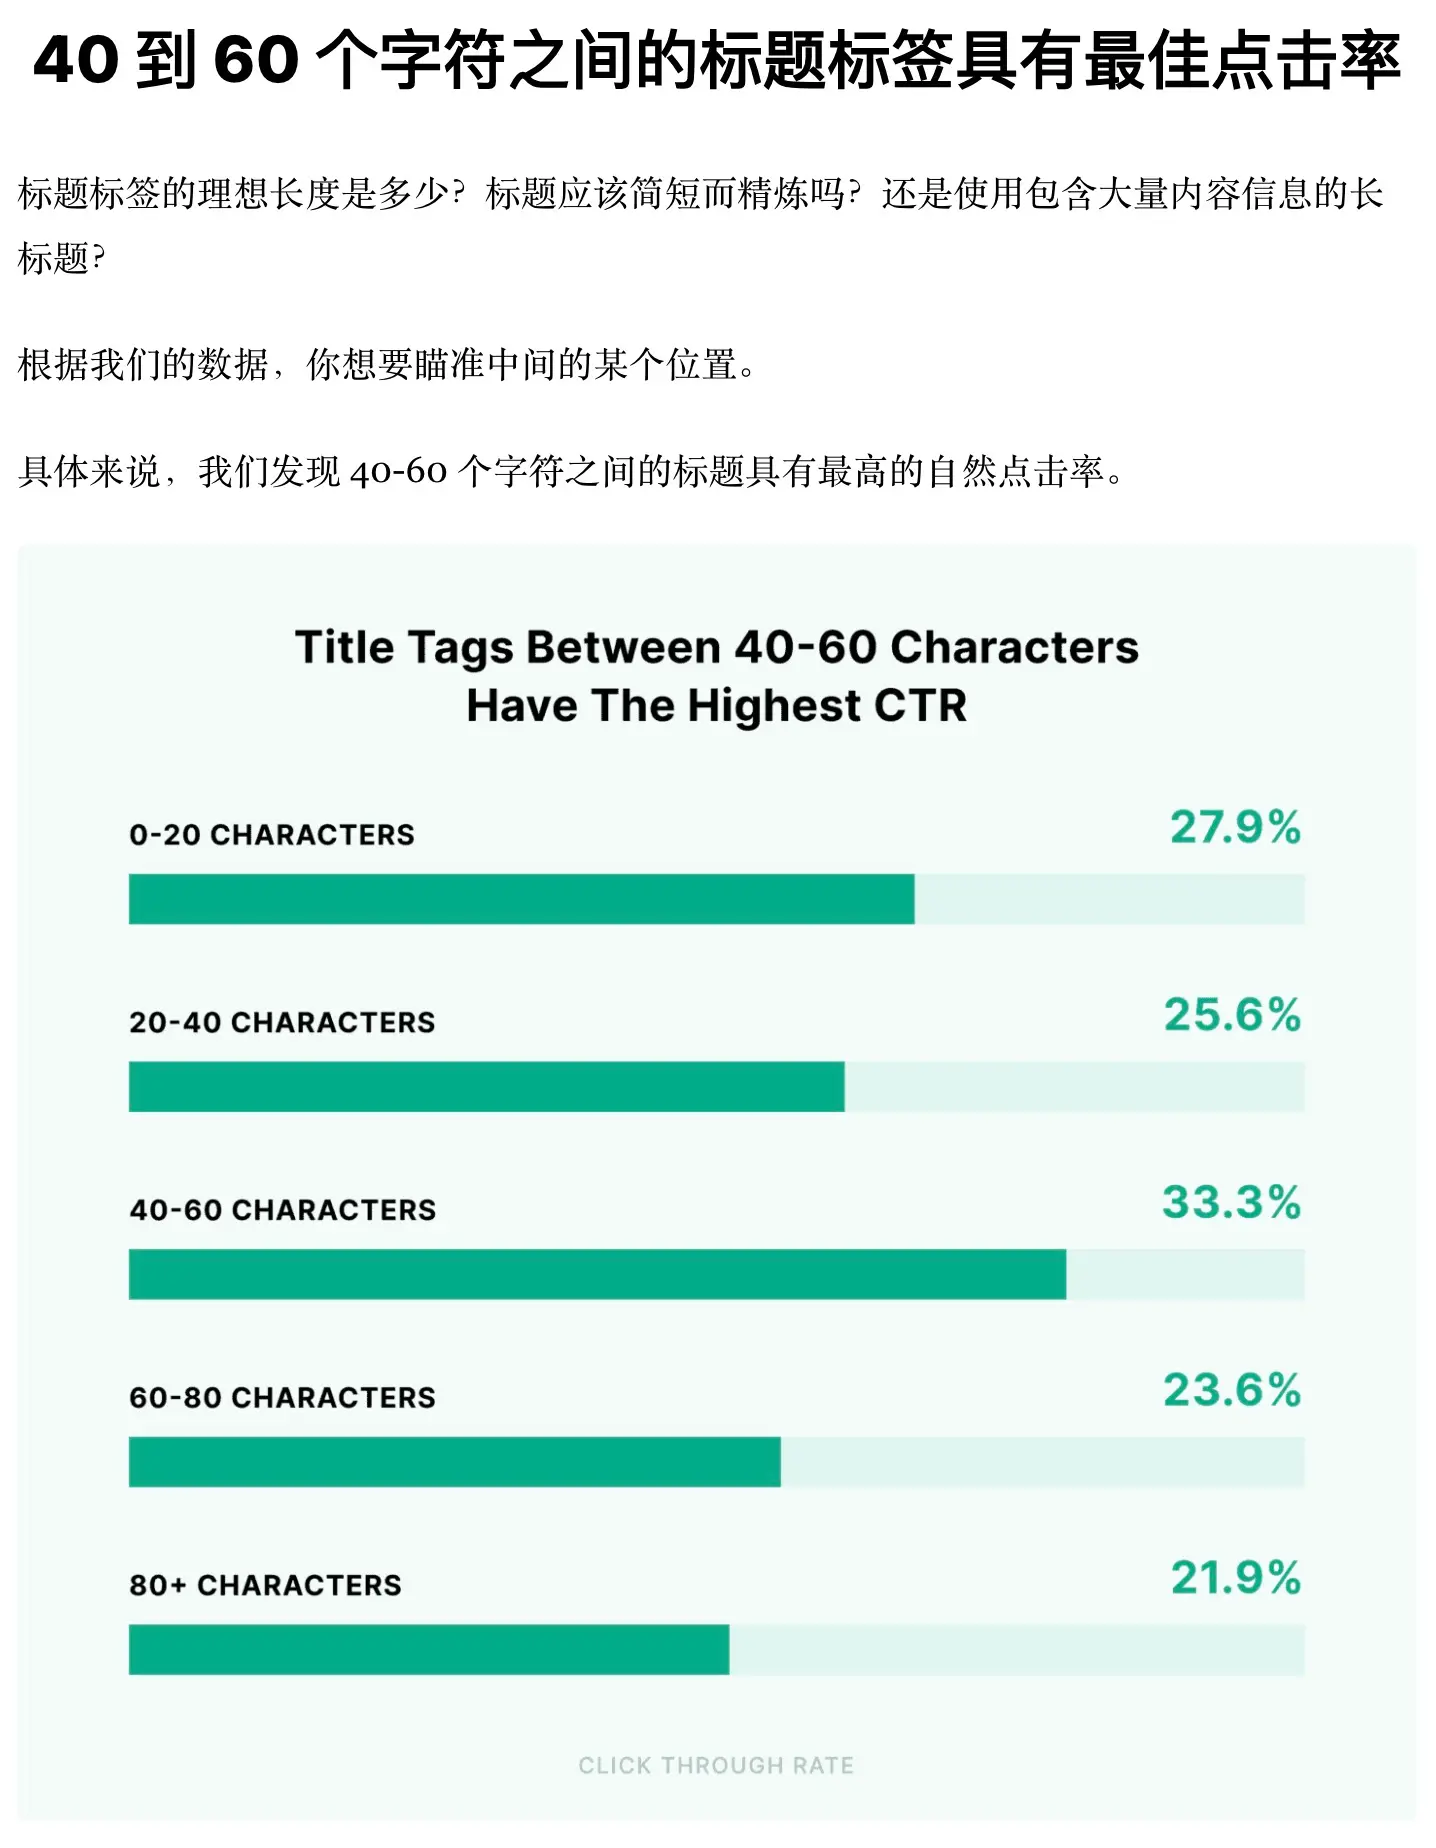 40 到 60 个字符之间的标题标签具有最佳点击率
标题标签的理想长度是多少？标题应该简短而精炼吗？还是使用包含大量内容信息的长
标题？
根据我们的数据，你想要瞄准中间的某个位置。
具体来说，我们发现 40-60 个字符之间的标题具有最高的自然点击率。
Title Tags Between 40-60 Characters
Have The Highest CTR
0-20 CHARACTERS 27.9%
20-40 CHARACTERS 25.6%
40-60 CHARACTERS 33.3%
60-80 CHARACTERS 23.6%
80+ CHARACTERS 21.9%
CLICK THROUGH RATE